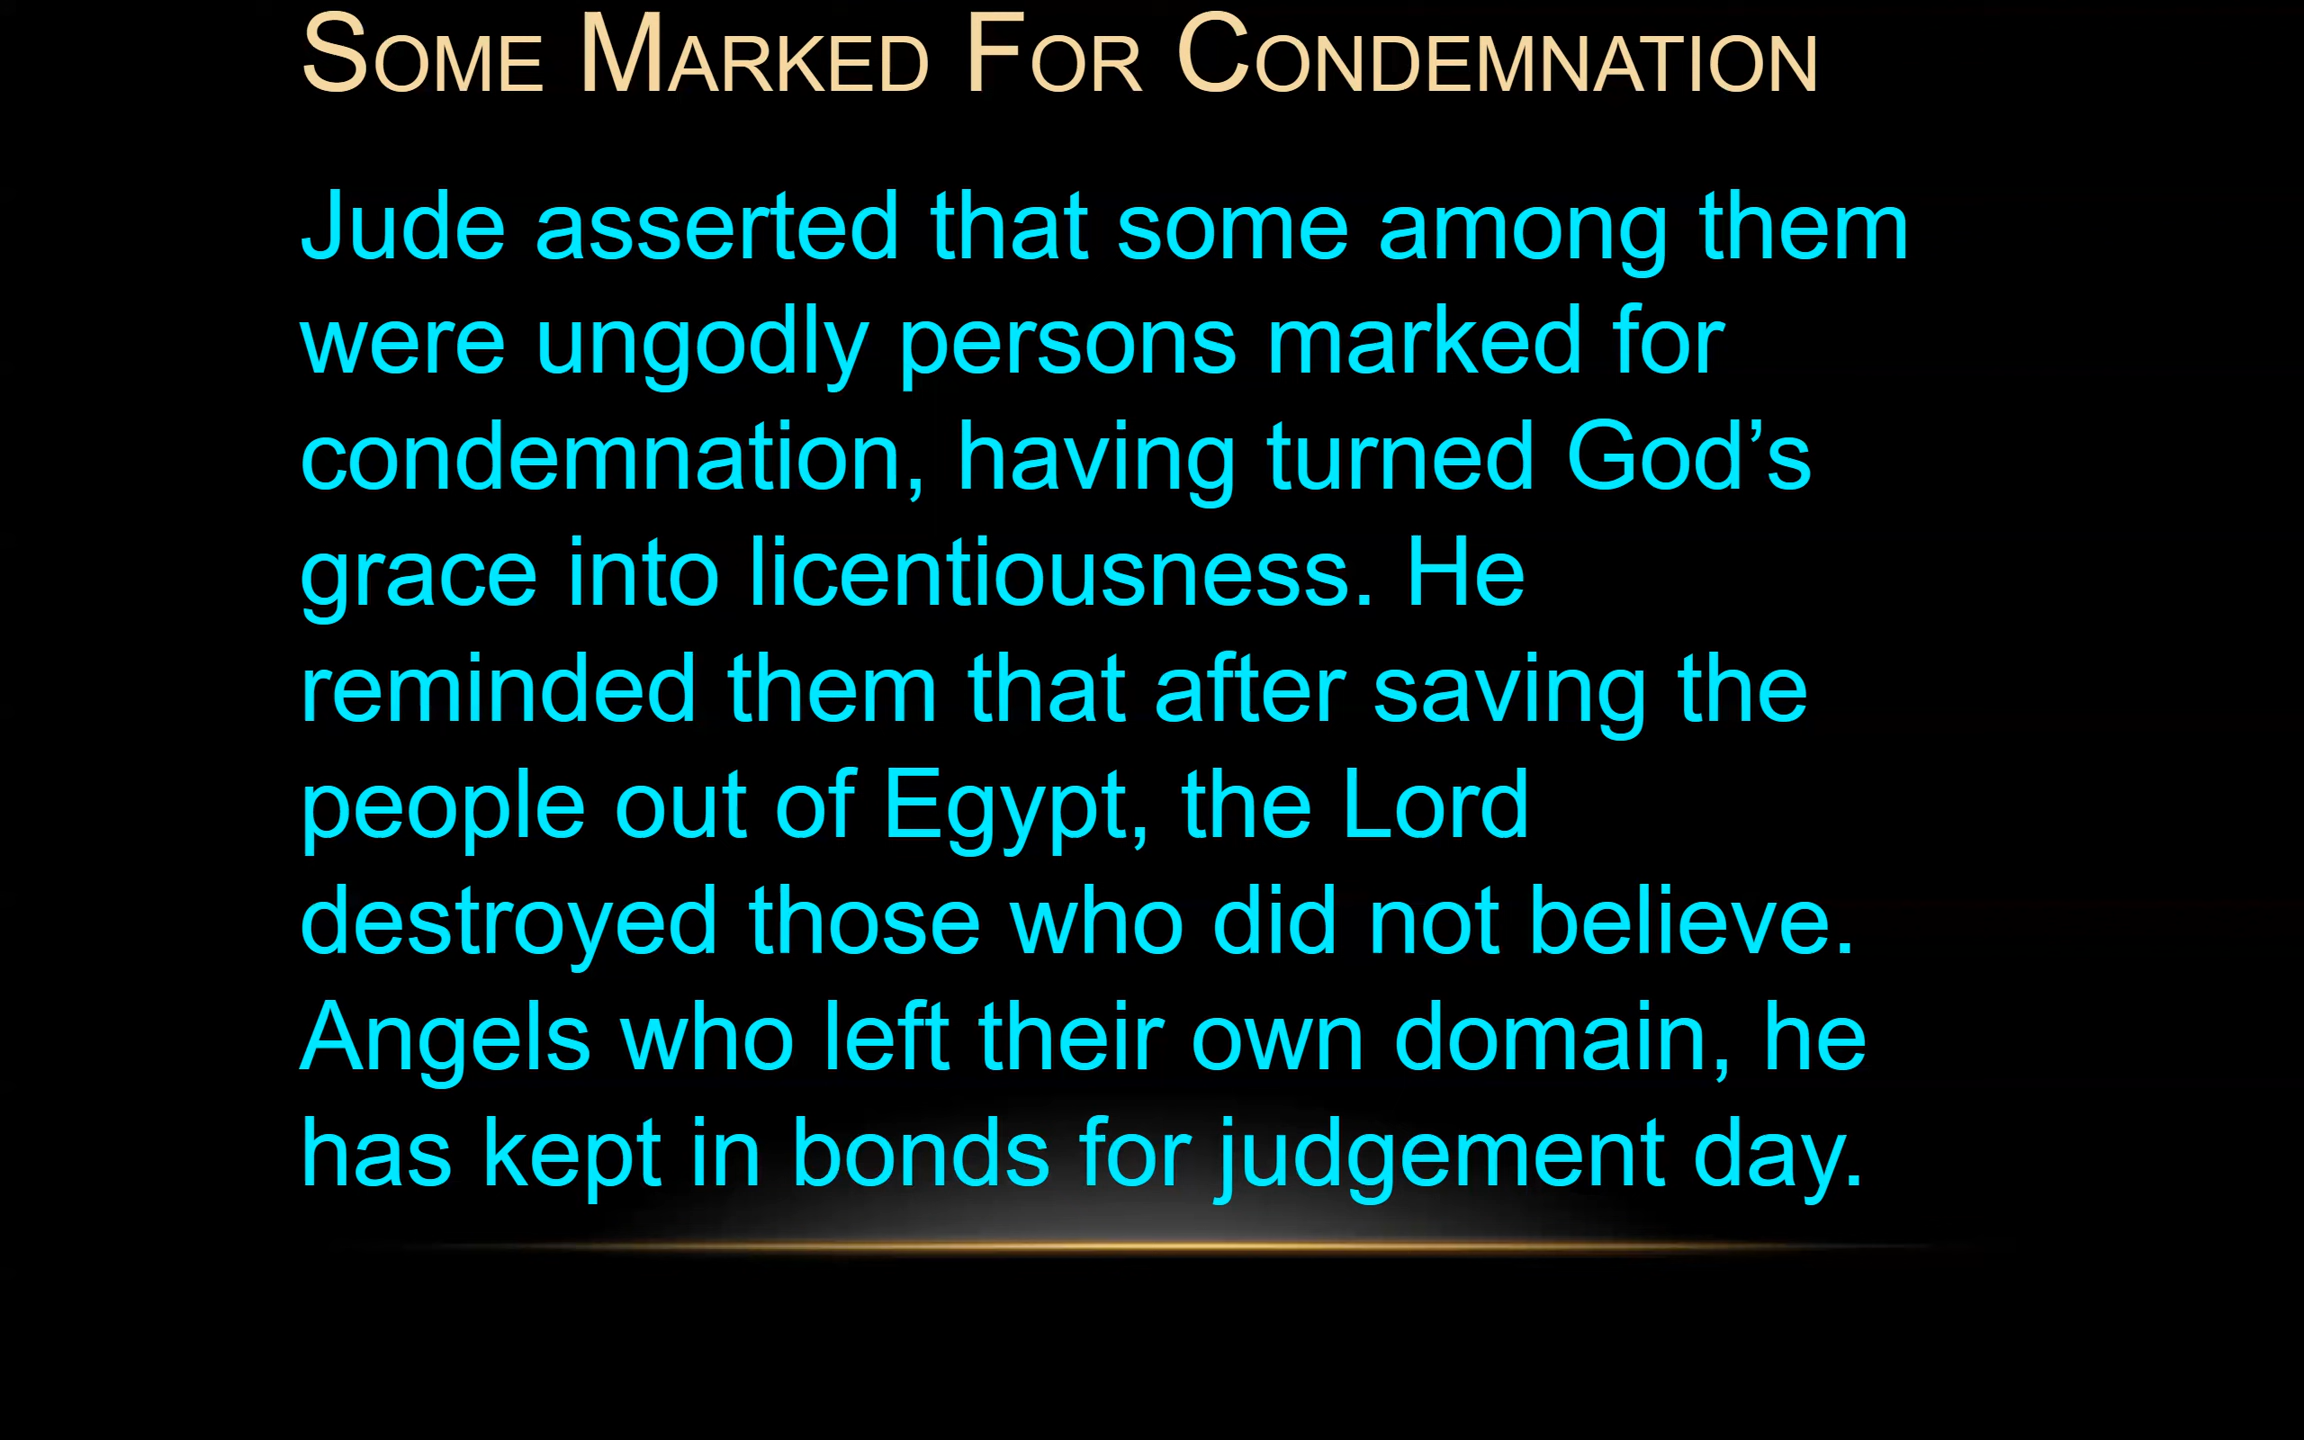 Some Marked For Condemnation
Jude asserted that some among them
were ungodly persons marked for
condemnation, having turned God’s
grace into licentiousness. He
reminded them that after saving the
people out of Egypt, the Lord
destroyed those who did not believe.
Angels who left their own domain, he
has kept in bonds for judgement day.